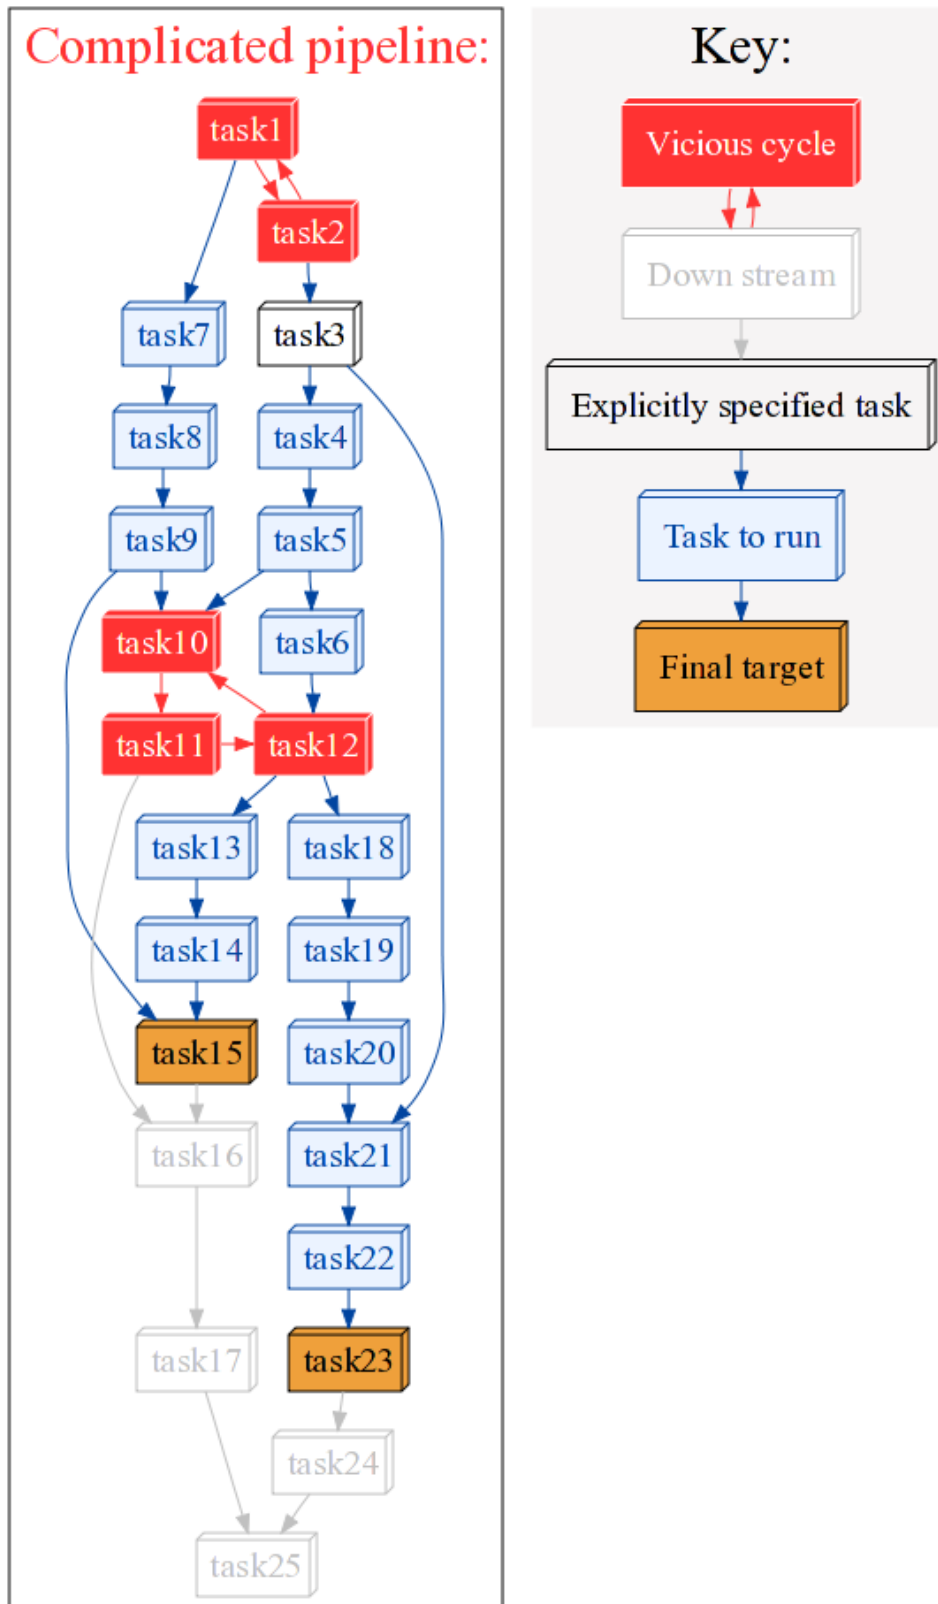 Complicated pipeline:
task1
task2
task7
task3
task8
task4
task9
task5
task10
task6
task11
task12
task13
task18
task14
task19
task15
task20
task16
task21
task22
task17
task23
task24
task25
Key:
Vicious cycle
Down stream
Explicitly specified task
Task to run
Final target